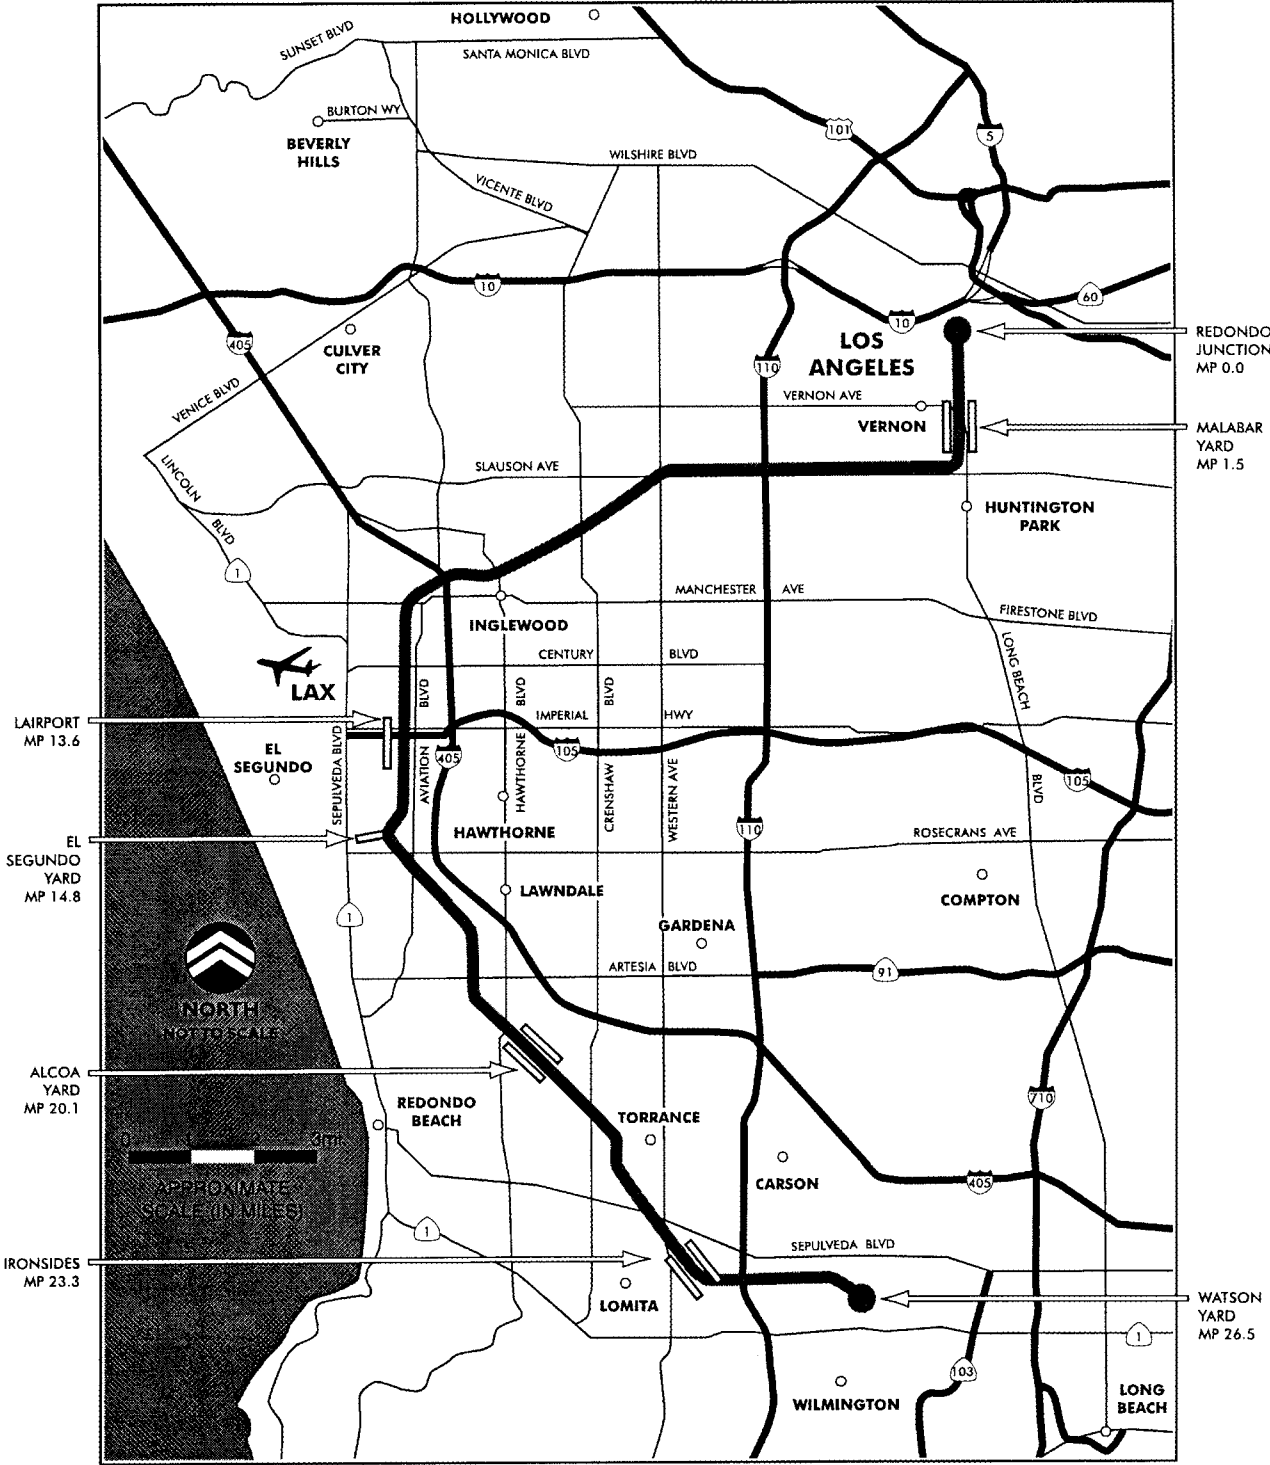 HOLLYWOOD
SUNSET BLVD
SANTA MONICA BLVD
BURTON WY
BEVERLY
HILLS
101
5
WILSHIRE BLVD
VICENTE BLVD
10
60
405
CULVER
CITY
10
LOS
ANGELES
REDONDO
JUNCTION
MP 0.0
110
VENICE BLVD
VERNON AVE
VERNON
MALABAR
YARD
MP 1.5
LINCOLN
BLVD
SLAUSON AVE
HUNTINGTON
PARK
1
MANCHESTER AVE
FIRESTONE BLVD
INGLEWOOD
CENTURY BLVD
LONG BEACH
BLVD
LAX
LAIRPORT
MP 13.6
IMPERIAL HWY
EL
SEGUNDO
SEPULVEDA BLVD
AVIATION BLVD
405
HAWTHORNE BLVD
105
CRENSHAW BLVD
WESTERN AVE
105
110
HAWTHORNE
ROSECRANS AVE
EL
SEGUNDO
YARD
MP 14.8
LAWNDALE
COMPTON
1
GARDENA
ARTESIA BLVD
91
NORTH
NOT TO SCALE
ALCOA
YARD
MP 20.1
REDONDO
BEACH
710
TORRANCE
0 3mi.
APPROXIMATE
SCALE (IN MILES)
CARSON
405
1
SEPULVEDA BLVD
IRONSIDES
MP 23.3
LOMITA
WATSON
YARD
MP 26.5
1
103
WILMINGTON
LONG
BEACH